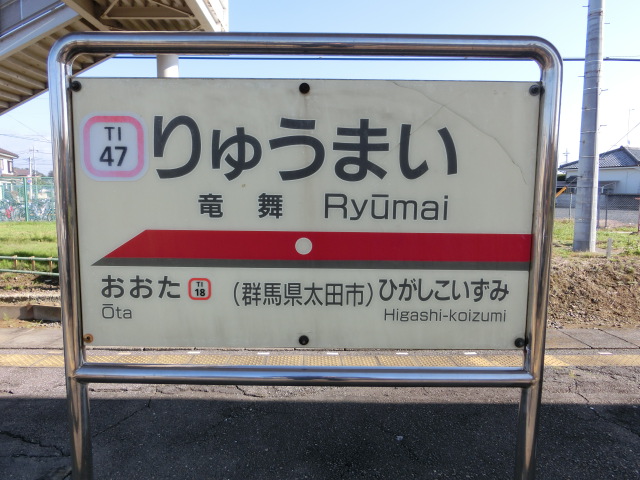 TI
47
りゅうまい
竜舞 Ryūmai
おおた TI 18 (群馬県太田市) ひがしこいずみ
Ōta Higashi-koizumi